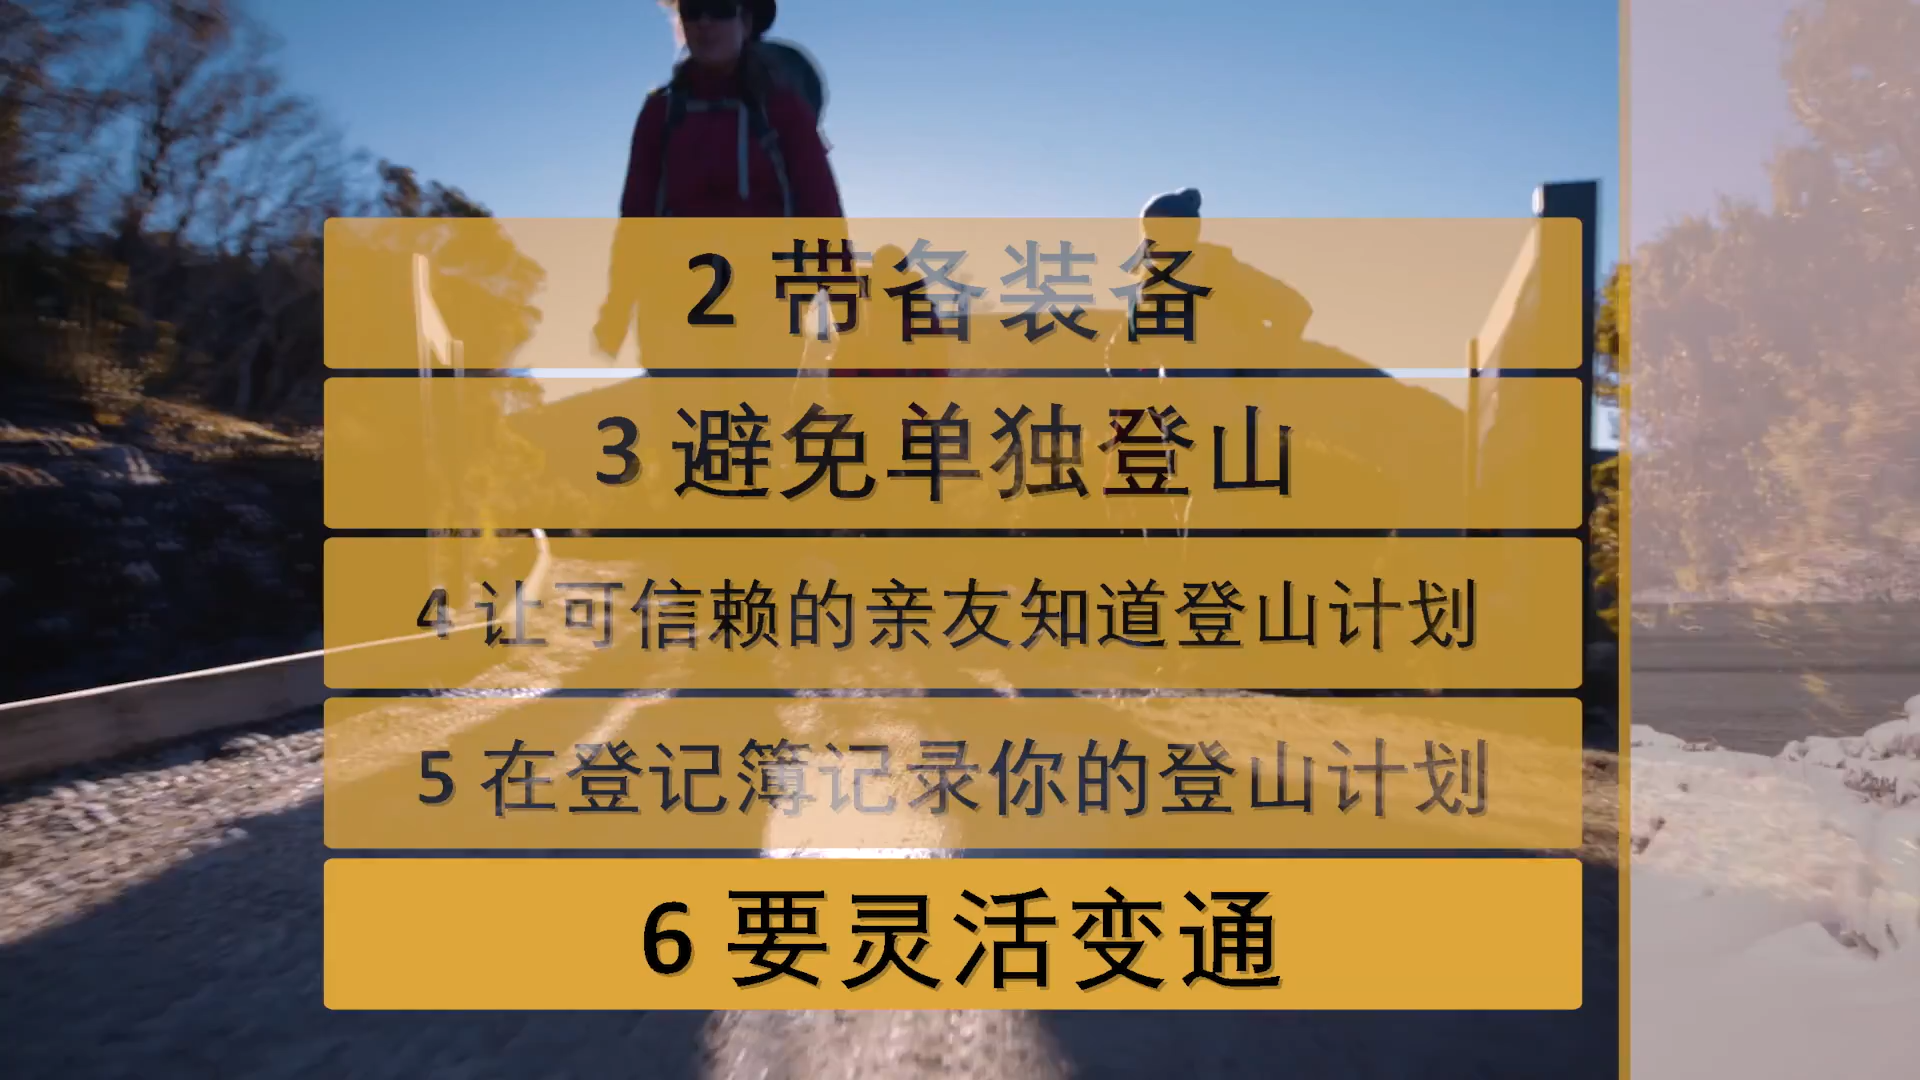 2 带备装备
3 避免单独登山
4 让可信赖的亲友知道登山计划
5 在登记簿记录你的登山计划
6 要灵活变通